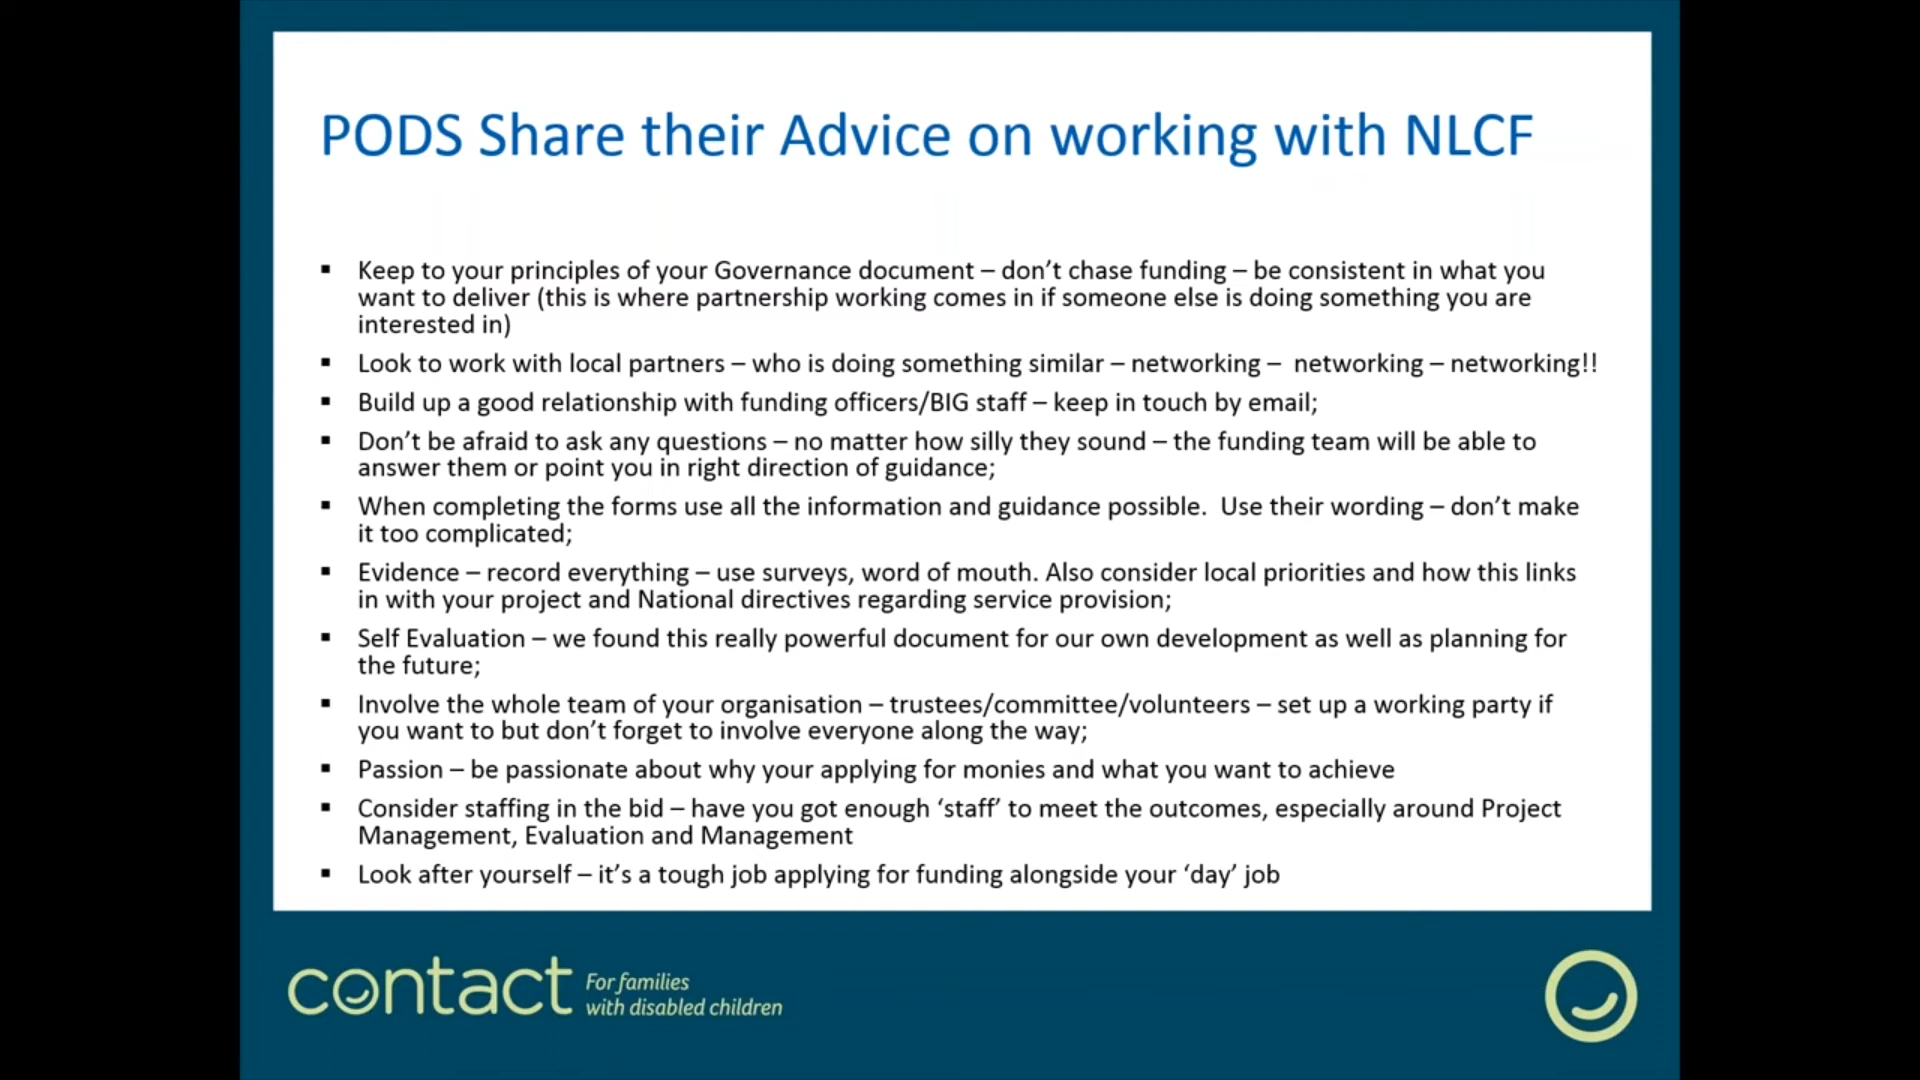 PODS Share their Advice on working with NLCF
▪ Keep to your principles of your Governance document – don’t chase funding – be consistent in what you
want to deliver (this is where partnership working comes in if someone else is doing something you are
interested in)
▪ Look to work with local partners – who is doing something similar – networking –  networking – networking!!
▪ Build up a good relationship with funding officers/BIG staff – keep in touch by email;
▪ Don’t be afraid to ask any questions – no matter how silly they sound – the funding team will be able to
answer them or point you in right direction of guidance;
▪ When completing the forms use all the information and guidance possible.  Use their wording – don’t make
it too complicated;
▪ Evidence – record everything – use surveys, word of mouth. Also consider local priorities and how this links
in with your project and National directives regarding service provision;
▪ Self Evaluation – we found this really powerful document for our own development as well as planning for
the future;
▪ Involve the whole team of your organisation – trustees/committee/volunteers – set up a working party if
you want to but don’t forget to involve everyone along the way;
▪ Passion – be passionate about why your applying for monies and what you want to achieve
▪ Consider staffing in the bid – have you got enough ‘staff’ to meet the outcomes, especially around Project
Management, Evaluation and Management
▪ Look after yourself – it’s a tough job applying for funding alongside your ‘day’ job
contact
For families
with disabled children